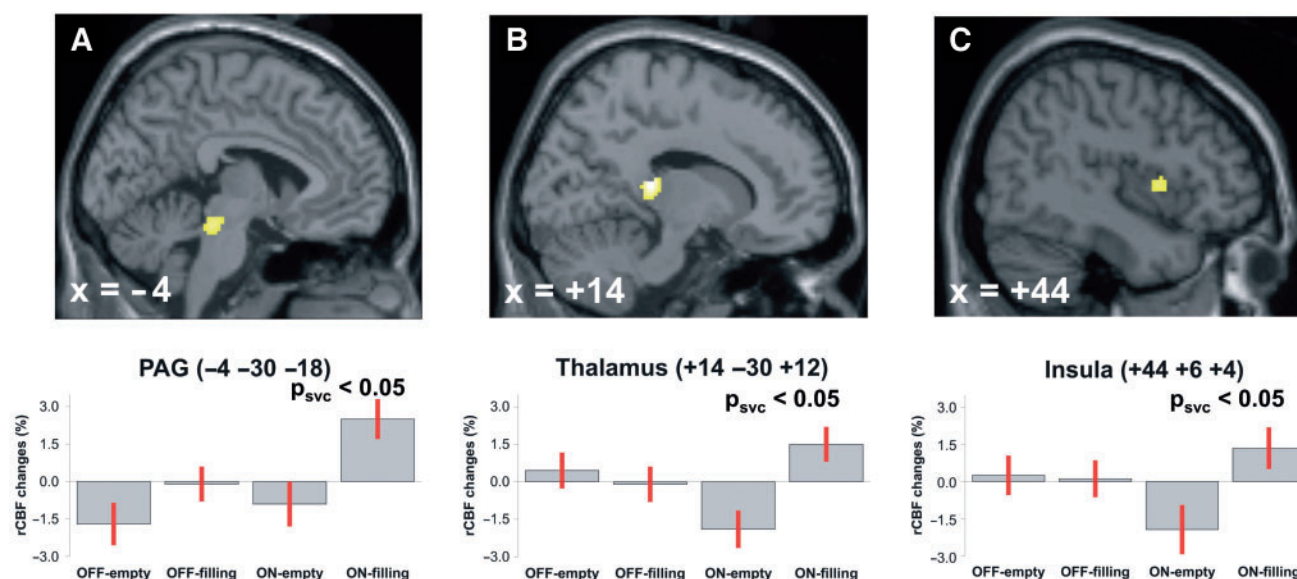 A
B
C
x = −4
x = +14
x = +44
PAG (−4 −30 −18)
p_svc < 0.05
rCBF changes (%)
3.0
1.5
0.0
−1.5
−3.0
OFF-empty OFF-filling ON-empty ON-filling
Thalamus (+14 −30 +12)
p_svc < 0.05
rCBF changes (%)
3.0
1.5
0.0
−1.5
−3.0
OFF-empty OFF-filling ON-empty ON-filling
Insula (+44 +6 +4)
p_svc < 0.05
rCBF changes (%)
3.0
1.5
0.0
−1.5
−3.0
OFF-empty OFF-filling ON-empty ON-filling